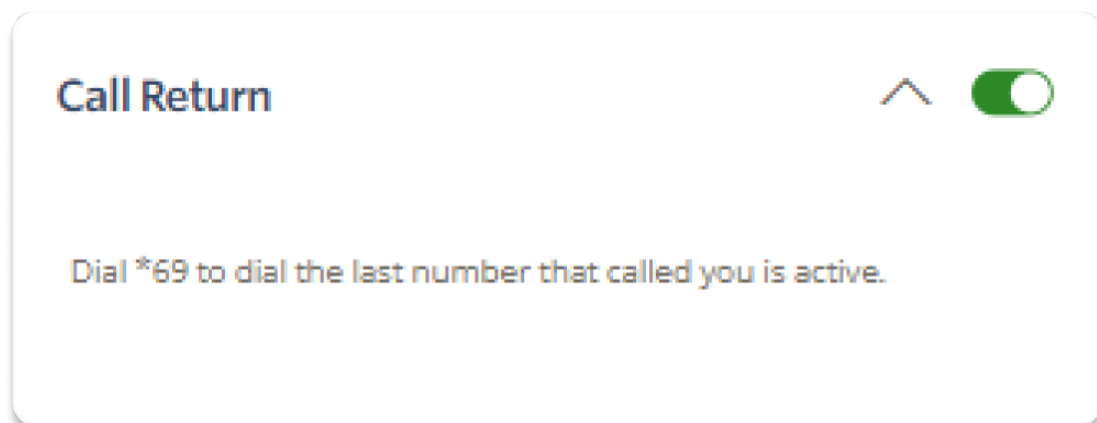 Call Return
Dial *69 to dial the last number that called you is active.